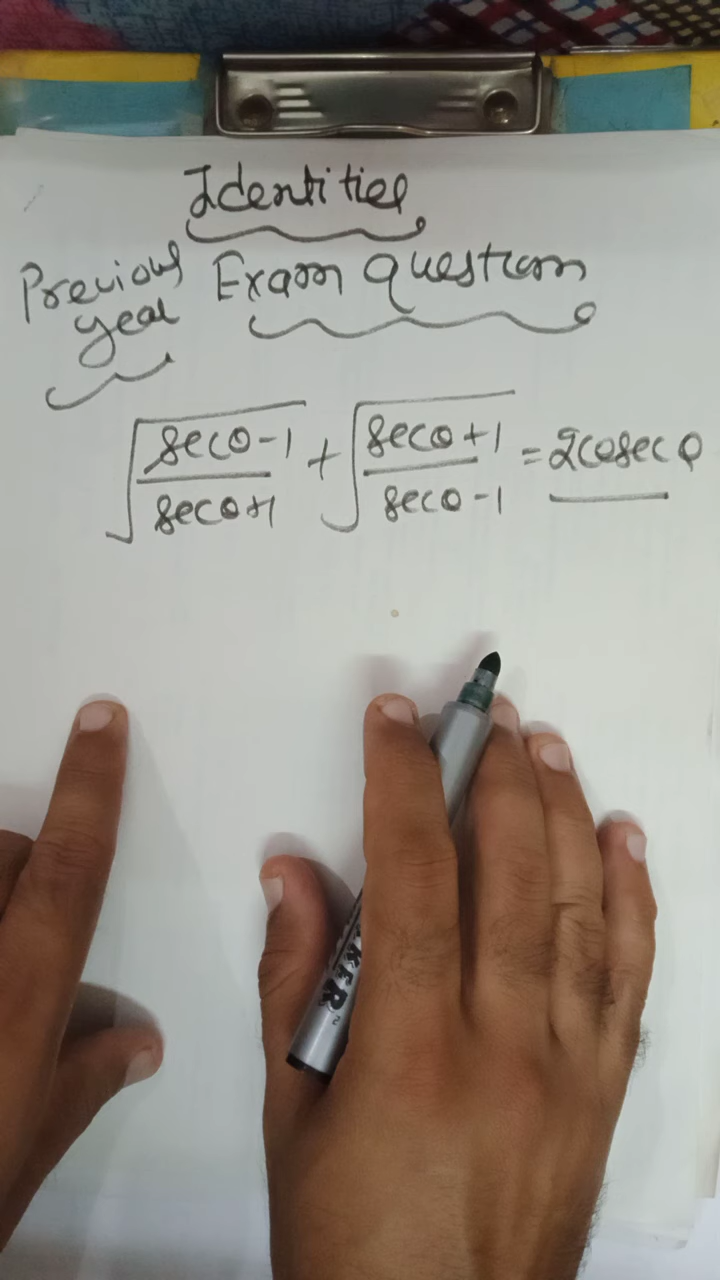 Identities
Previous Exam question
year
√(secθ-1/secθ+1) + √(secθ+1/secθ-1) = 2cosecθ